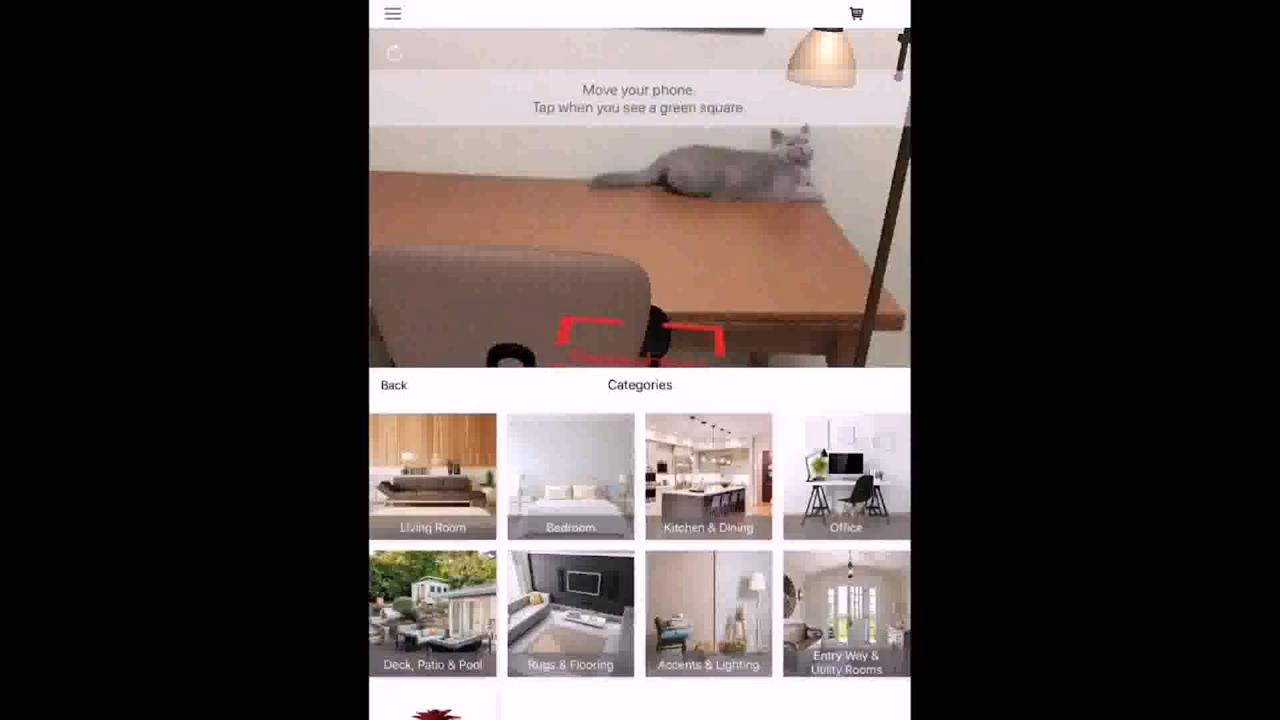 Move your phone.
Tap when you see a green square.
Back
Categories
Living Room
Bedroom
Kitchen & Dining
Office
Deck, Patio & Pool
Rugs & Flooring
Accents & Lighting
Entry Way &
Utility Rooms